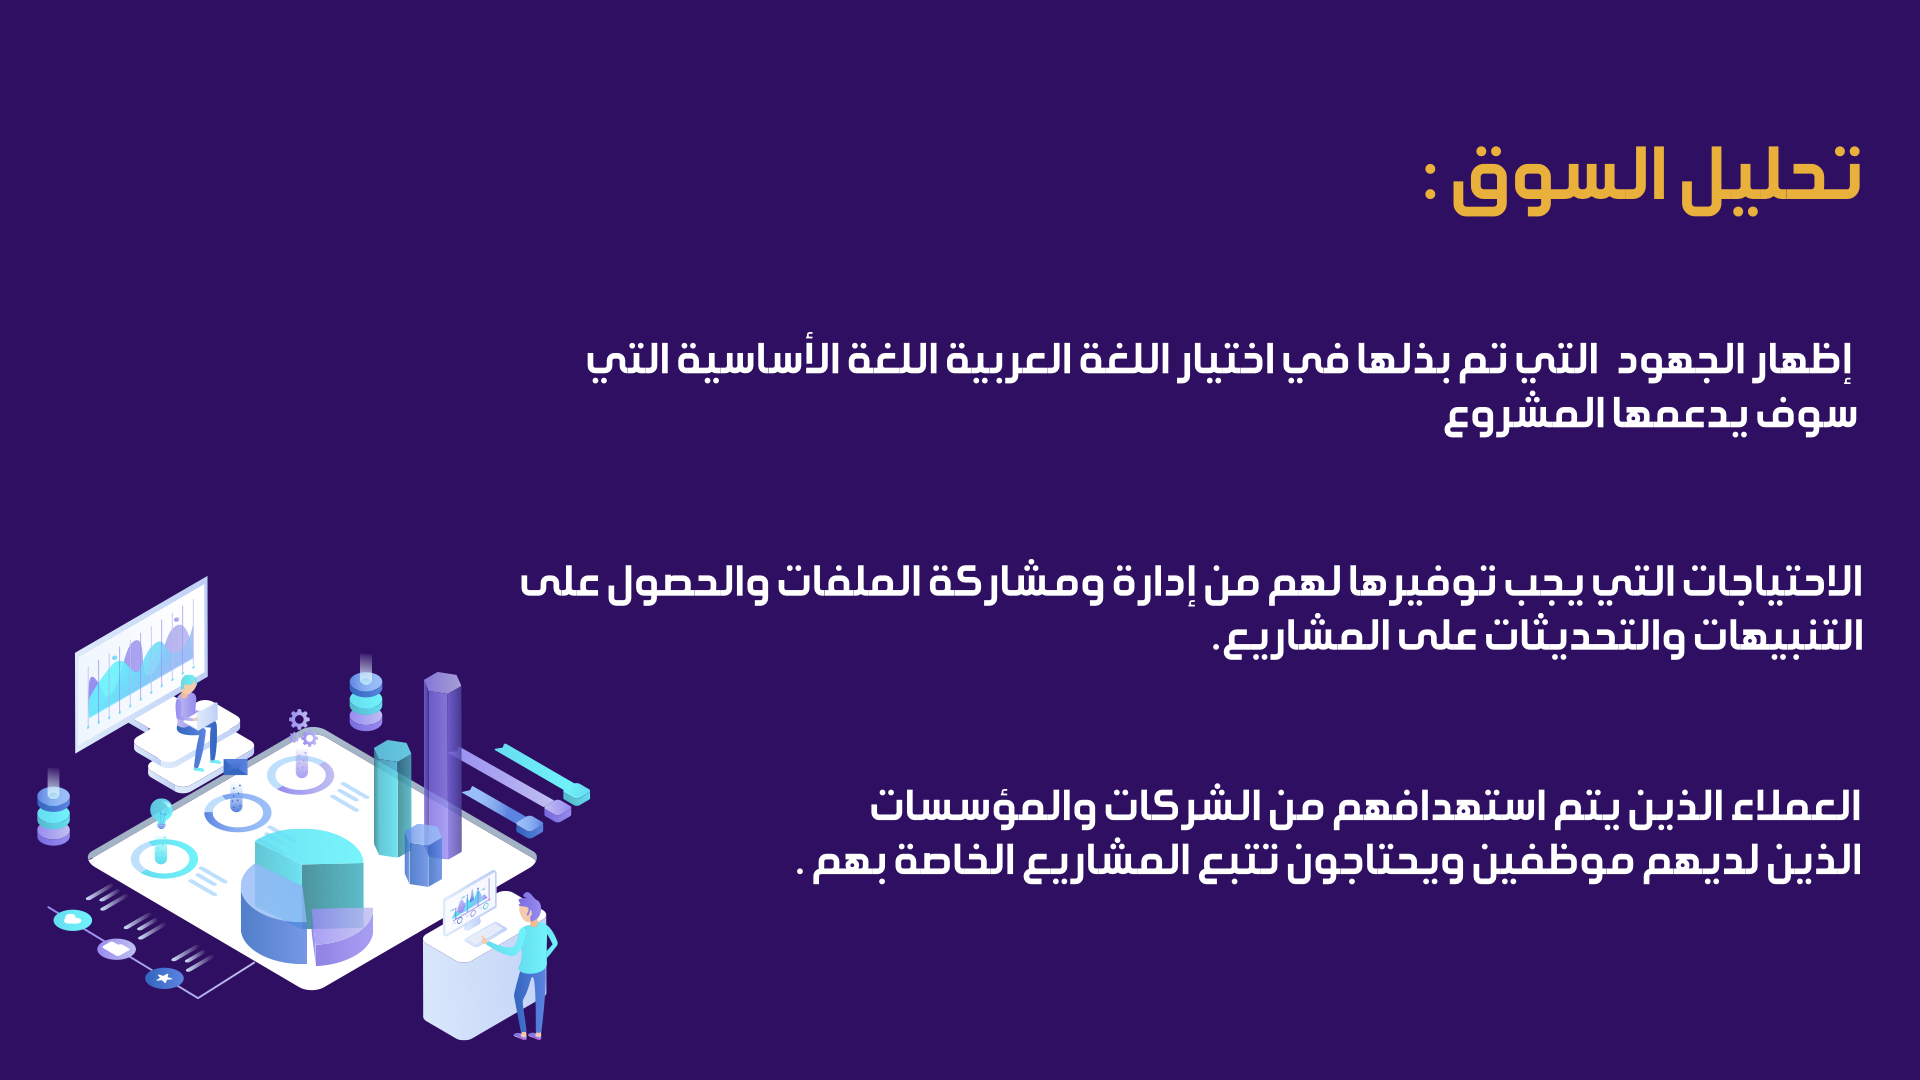 تحليل السوق :
إظهار الجهود التي تم بذلها في اختيار اللغة العربية اللغة الأساسية التي
سوف يدعمها المشروع
الاحتياجات التي يجب توفيرها لهم من إدارة ومشاركة الملفات والحصول على
التنبيهات والتحديثات على المشاريع.
العملاء الذين يتم استهدافهم من الشركات والمؤسسات
الذين لديهم موظفين ويحتاجون تتبع المشاريع الخاصة بهم .